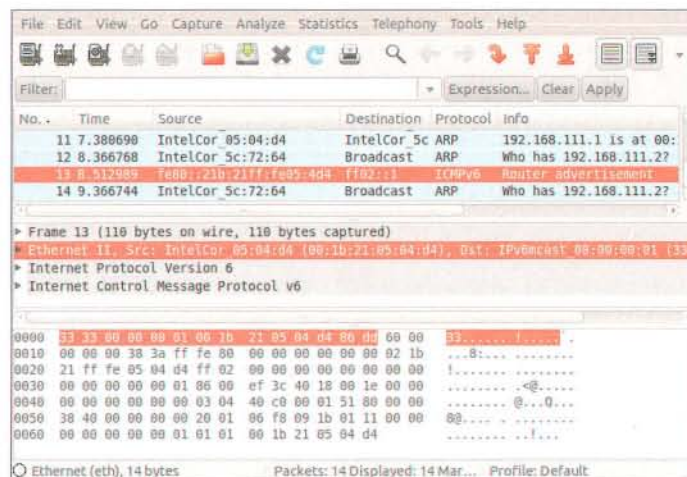 File Edit View Go Capture Analyze Statistics Telephony Tools Help
Filter: Expression... Clear Apply
No. . Time Source Destination Protocol Info
11 7.380690 IntelCor_05:04:d4 IntelCor_5c ARP 192.168.111.1 is at 00:
12 8.366768 IntelCor_5c:72:64 Broadcast ARP Who has 192.168.111.2?
13 8.512989 fe80::21b:21ff:fe05:4d4 ff02::1 ICMPv6 Router advertisement
14 9.366744 IntelCor_5c:72:64 Broadcast ARP Who has 192.168.111.2?
Frame 13 (110 bytes on wire, 110 bytes captured)
Ethernet II, Src: IntelCor_05:04:d4 (00:1b:21:05:04:d4), Dst: IPv6mcast_00:00:00:01 (33
Internet Protocol Version 6
Internet Control Message Protocol v6
0000 33 33 00 00 00 01 00 1b 21 05 04 d4 86 dd 60 00 33...... !.....`.
0010 00 00 00 38 3a ff fe 80 00 00 00 00 00 00 02 1b ...8:... ........
0020 21 ff fe 05 04 d4 ff 02 00 00 00 00 00 00 00 00 !....... ........
0030 00 00 00 00 00 01 86 00 ef 3c 40 18 00 1e 00 00 ........ .<@.....
0040 00 00 00 00 00 00 03 04 40 c0 00 01 51 80 00 00 ........ @...Q...
0050 38 40 00 00 00 00 20 01 06 f8 09 1b 01 11 00 00 8@.... . ........
0060 00 00 00 00 00 01 01 01 00 1b 21 05 04 d4 ........ ..!...
Ethernet (eth), 14 bytes Packets: 14 Displayed: 14 Mar... Profile: Default